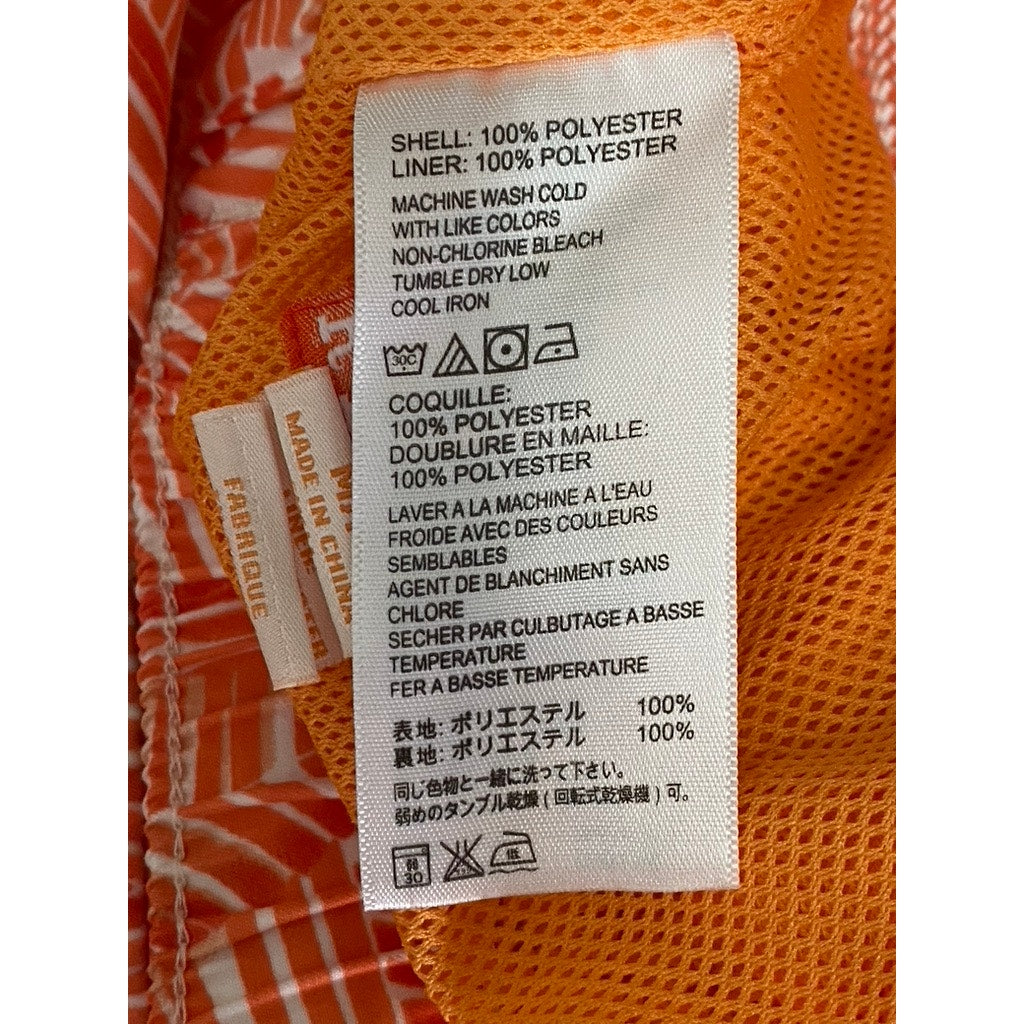 SHELL: 100% POLYESTER
LINER: 100% POLYESTER
MACHINE WASH COLD
WITH LIKE COLORS
NON-CHLORINE BLEACH
TUMBLE DRY LOW
COOL IRON
30C
COQUILLE:
100% POLYESTER
DOUBLURE EN MAILLE:
100% POLYESTER
LAVER A LA MACHINE A L'EAU
FROIDE AVEC DES COULEURS
SEMBLABLES
AGENT DE BLANCHIMENT SANS
CHLORE
SECHER PAR CULBUTAGE A BASSE
TEMPERATURE
FER A BASSE TEMPERATURE
表地: ポリエステル 100%
裏地: ポリエステル 100%
同じ色物と一緒に洗って下さい。
弱めのタンブル乾燥(回転式乾燥機)可。
弱
30
低
MADE IN CHINA
FABRIQUE